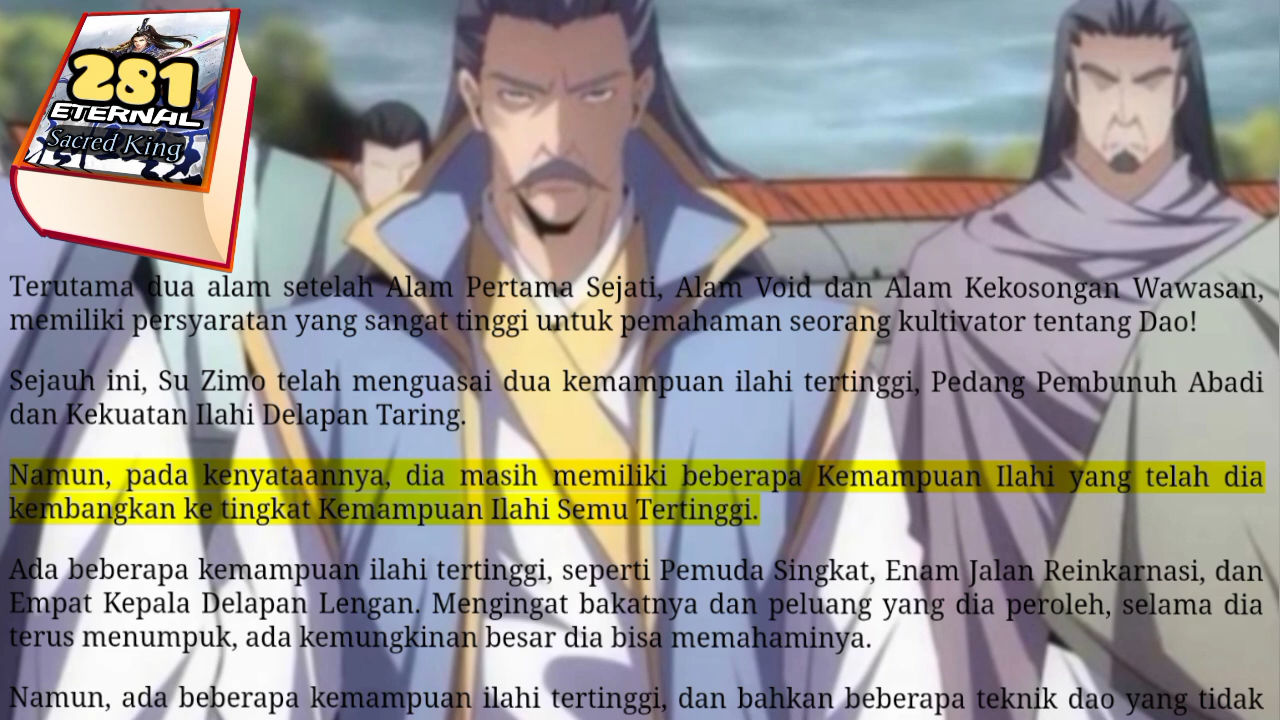 281
ETERNAL
Sacred King
Terutama dua alam setelah Alam Pertama Sejati, Alam Void dan Alam Kekosongan Wawasan,
memiliki persyaratan yang sangat tinggi untuk pemahaman seorang kultivator tentang Dao!
Sejauh ini, Su Zimo telah menguasai dua kemampuan ilahi tertinggi, Pedang Pembunuh Abadi
dan Kekuatan Ilahi Delapan Taring.
Namun, pada kenyataannya, dia masih memiliki beberapa Kemampuan Ilahi yang telah dia
kembangkan ke tingkat Kemampuan Ilahi Semu Tertinggi.
Ada beberapa kemampuan ilahi tertinggi, seperti Pemuda Singkat, Enam Jalan Reinkarnasi, dan
Empat Kepala Delapan Lengan. Mengingat bakatnya dan peluang yang dia peroleh, selama dia
terus menumpuk, ada kemungkinan besar dia bisa memahaminya.
Namun, ada beberapa kemampuan ilahi tertinggi, dan bahkan beberapa teknik dao yang tidak